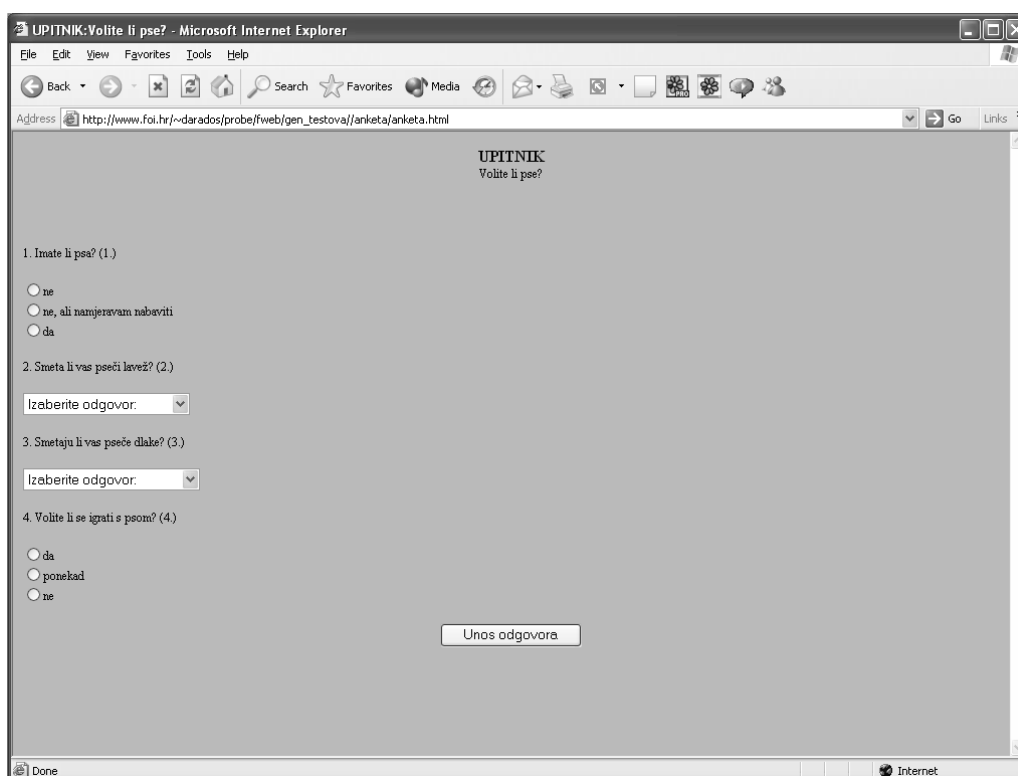 UPITNIK:Volite li pse? - Microsoft Internet Explorer
File Edit View Favorites Tools Help
Back Search Favorites Media PRO
Address http://www.foi.hr/~darados/probe/fweb/gen_testova//anketa/anketa.html Go Links
UPITNIK
Volite li pse?
1. Imate li psa? (1.)
ne
ne, ali namjeravam nabaviti
da
2. Smeta li vas pseči lavež? (2.)
Izaberite odgovor:
3. Smetaju li vas pseče dlake? (3.)
Izaberite odgovor:
4. Volite li se igrati s psom? (4.)
da
ponekad
ne
Unos odgovora
Done Internet